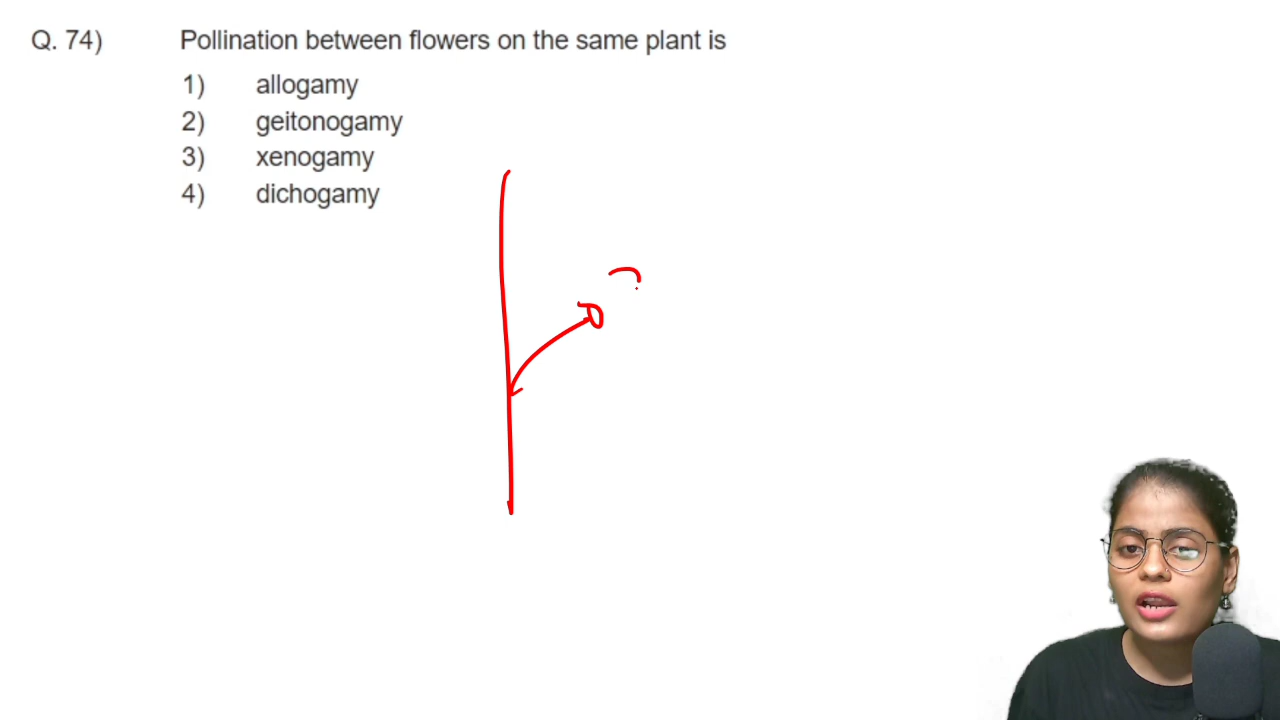 Q. 74) Pollination between flowers on the same plant is
1) allogamy
2) geitonogamy
3) xenogamy
4) dichogamy